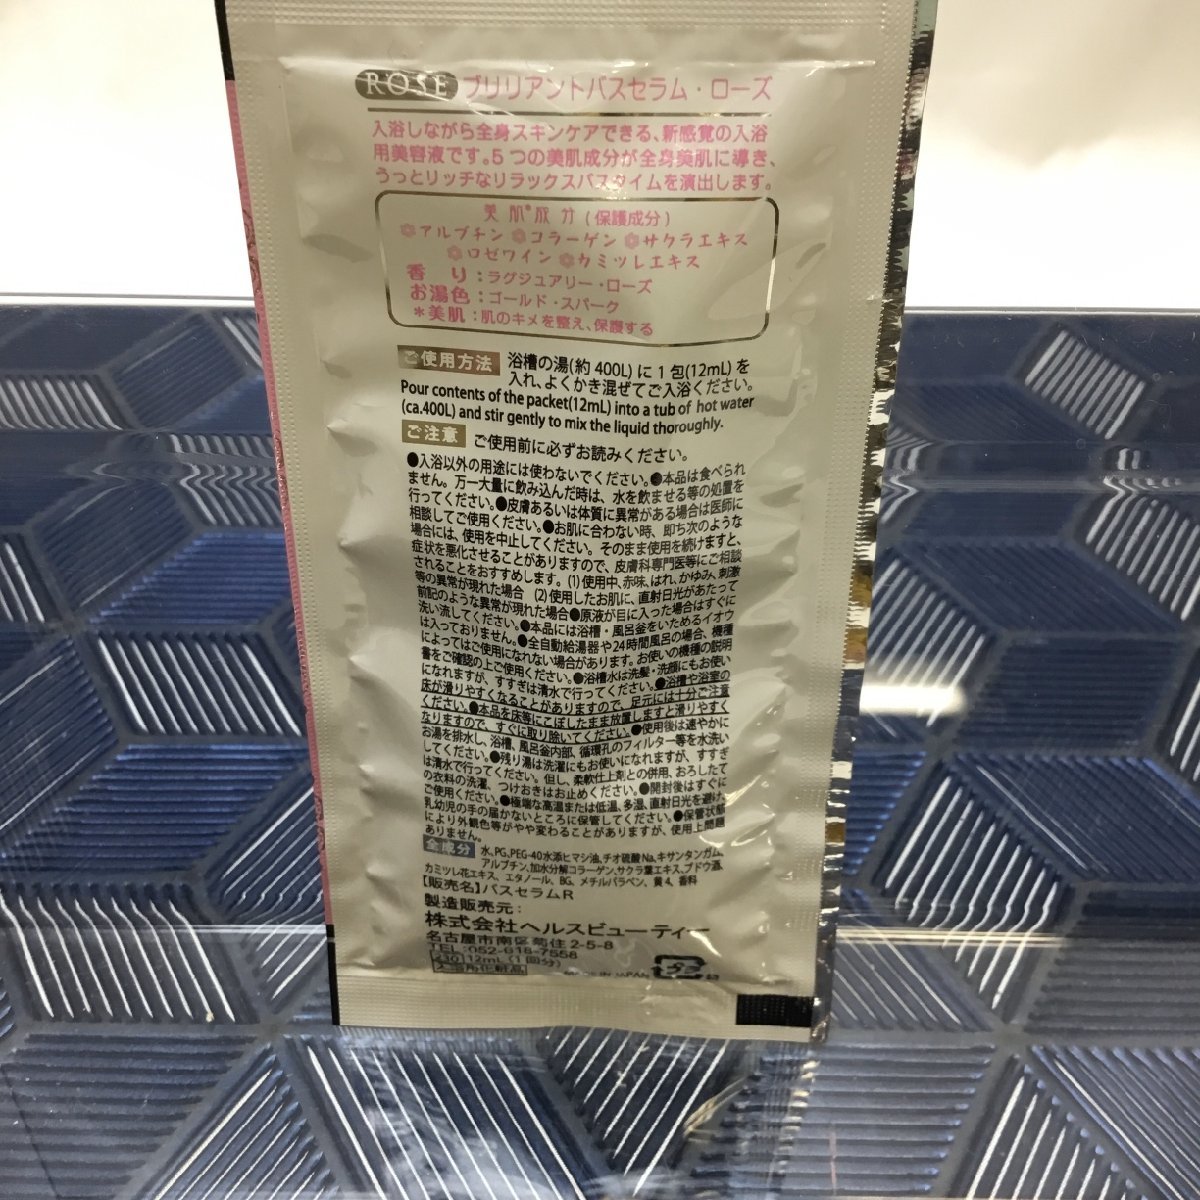 ROSE ブリリアントバスセラム・ローズ
入浴しながら全身スキンケアできる、新感覚の入浴
用美容液です。5つの美肌成分が全身美肌に導き、
うっとリッチなリラックスバスタイムを演出します。
美肌*成分(保護成分)
アルブチン コラーゲン サクラエキス
ロゼワイン カミツレエキス
香り:ラグジュアリー・ローズ
お湯色:ゴールド・スパーク
*美肌:肌のキメを整え、保護する
ご使用方法 浴槽の湯(約400L)に1包(12mL)を
入れ、よくかき混ぜてご入浴ください。
Pour contents of the packet(12mL) into a tub of hot water
(ca.400L) and stir gently to mix the liquid thoroughly.
ご注意 ご使用前に必ずお読みください。
●入浴以外の用途には使わないでください。●本品は食べられ
ません。万一大量に飲み込んだ時は、水を飲ませる等の処置を
行ってください。●皮膚あるいは体質に異常がある場合は医師に
相談してご使用ください。●お肌に合わない時、即ち次のような
場合には、使用を中止してください。そのまま使用を続けますと、
症状を悪化させることがありますので、皮膚科専門医等にご相談
されることをおすすめします。(1)使用中、赤味、はれ、かゆみ、刺激
等の異常が現れた場合 (2)使用したお肌に、直射日光があたって
前記のような異常が現れた場合●原液が目に入った場合はすぐに
洗い流してください。●本品には浴槽・風呂釜をいためるイオウ
は入っておりません。●全自動給湯器や24時間風呂の場合、機種
によってはご使用になれない場合があります。お使いの機種の説明
書をご確認の上ご使用ください。●浴槽水は洗髪・洗顔にもお使い
になれますが、すすぎは清水で行ってください。●浴槽や浴室の
床が滑りやすくなることがありますので、足元には十分ご注意
ください。●本品を床等にこぼしたまま放置しますと滑りやすく
なりますので、すぐに取り除いてください。●使用後は速やかに
お湯を排水し、浴槽、風呂釜内部、循環孔のフィルター等を水洗い
してください。●残り湯は洗濯にもお使いになれますが、すすぎ
は清水で行ってください。但し、柔軟仕上剤との併用、おろしたて
の衣料の洗濯、つけおきはお止めください。●開封後はすぐに
ご使用ください。●極端な高温または低温、多湿、直射日光を避け、
乳幼児の手の届かないところに保管してください。●保管状態
により外観色等がやや変わることがありますが、使用上問題
ありません。
全成分 水、PG、PEG-40水添ヒマシ油、チオ硫酸Na、キサンタンガム、
アルブチン、加水分解コラーゲン、サクラ葉エキス、ブドウ酒、
カミツレ花エキス、エタノール、BG、メチルパラベン、黄4、香料
【販売名】バスセラムR
製造販売元:
株式会社ヘルスビューティー
名古屋市南区菊住2-5-8
TEL:052-618-7558
230 12mL(1回分)
入浴用化粧品 MADE IN JAPAN プラ